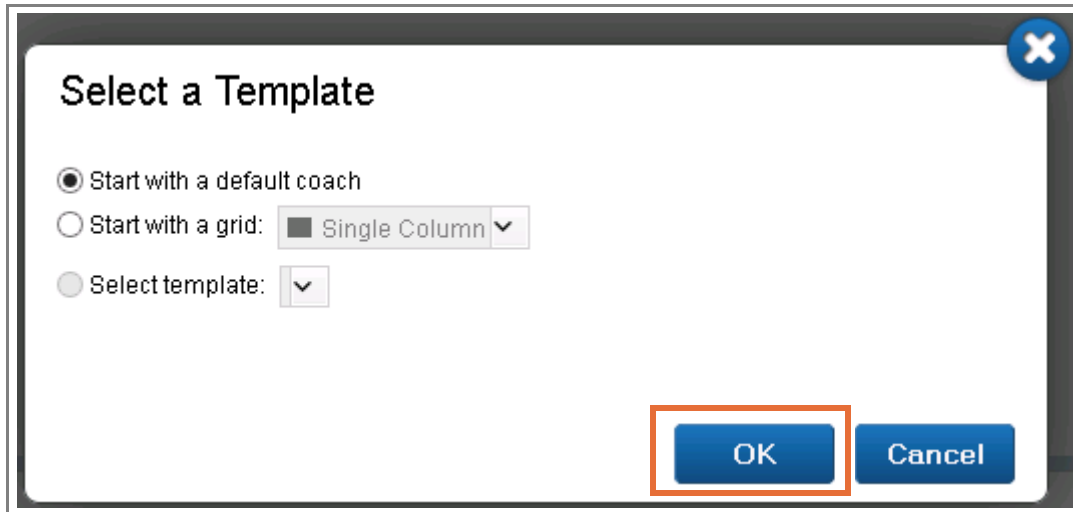 Select a Template
Start with a default coach
Start with a grid: Single Column
Select template:
OK Cancel